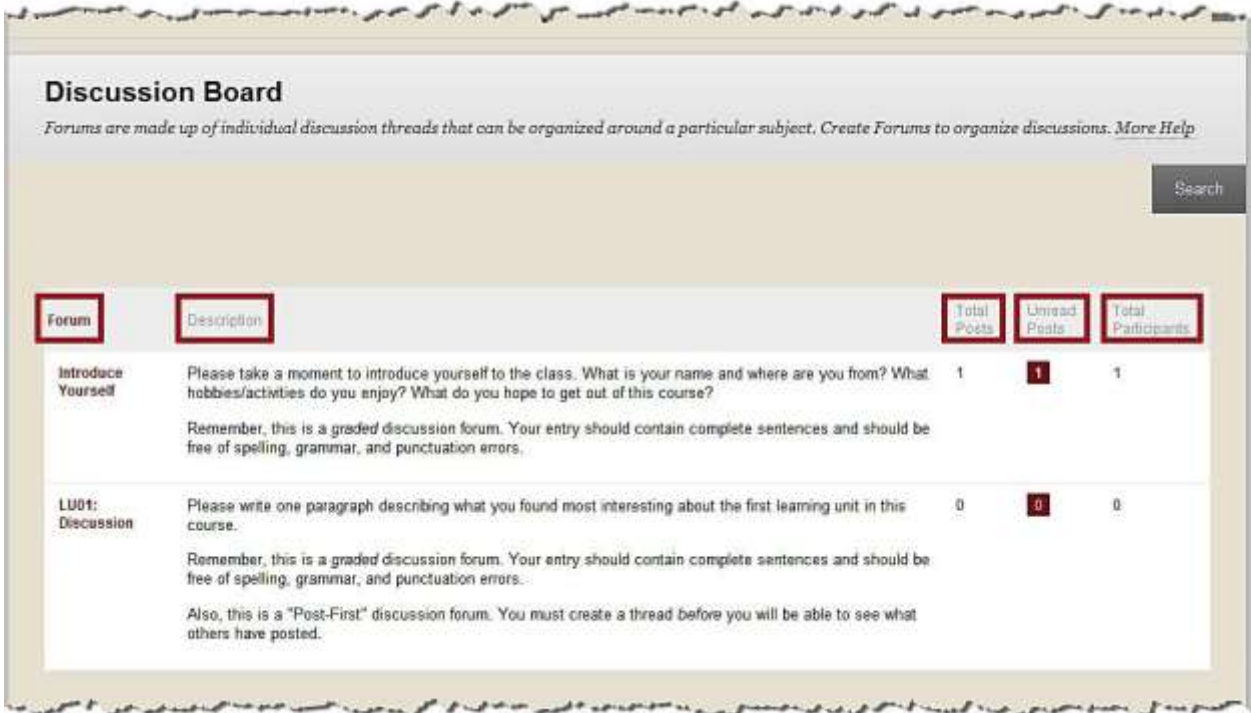 Discussion Board
Forums are made up of individual discussion threads that can be organized around a particular subject. Create Forums to organize discussions. More Help
Search
Forum
Description
Total
Posts
Unread
Posts
Total
Participants
Introduce
Yourself
Please take a moment to introduce yourself to the class. What is your name and where are you from? What
hobbies/activities do you enjoy? What do you hope to get out of this course?
Remember, this is a graded discussion forum. Your entry should contain complete sentences and should be
free of spelling, grammar, and punctuation errors.
1
1
1
LU01:
Discussion
Please write one paragraph describing what you found most interesting about the first learning unit in this
course.
Remember, this is a graded discussion forum. Your entry should contain complete sentences and should be
free of spelling, grammar, and punctuation errors.
Also, this is a "Post-First" discussion forum. You must create a thread before you will be able to see what
others have posted.
0
0
0